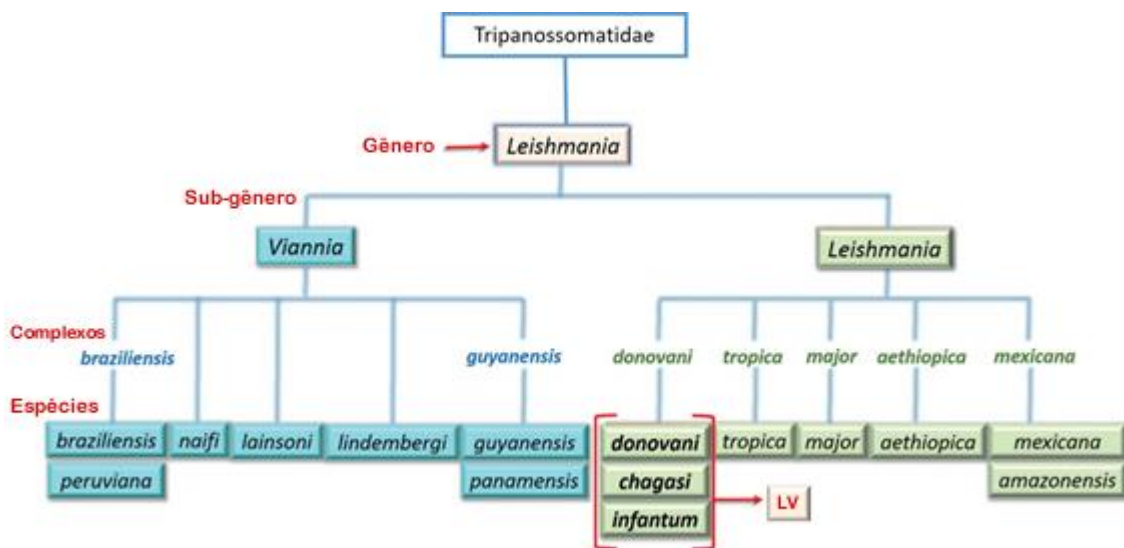 Tripanossomatidae
Gênero
Leishmania
Sub-gênero
Viannia
Leishmania
Complexos
braziliensis
guyanensis
donovani
tropica
major
aethiopica
mexicana
Espècies
braziliensis
naifi
lainsoni
lindembergi
guyanensis
donovani
tropica
major
aethiopica
mexicana
peruviana
panamensis
chagasi
amazonensis
LV
infantum